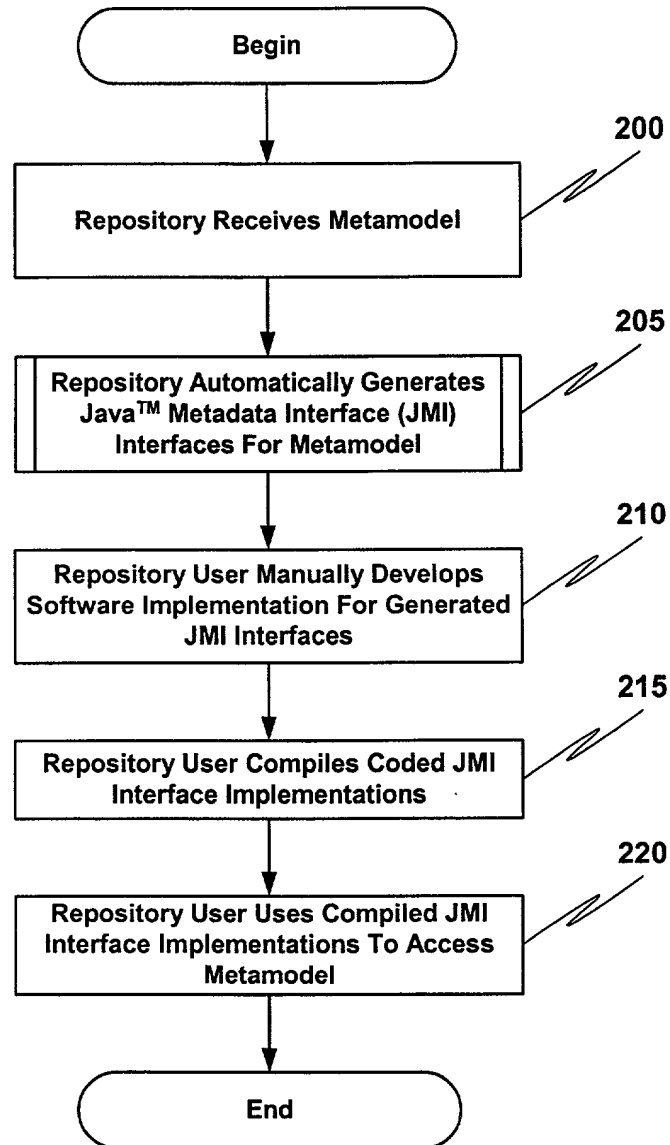 Begin
200
Repository Receives Metamodel
205
Repository Automatically Generates
Java™ Metadata Interface (JMI)
Interfaces For Metamodel
210
Repository User Manually Develops
Software Implementation For Generated
JMI Interfaces
215
Repository User Compiles Coded JMI
Interface Implementations
220
Repository User Uses Compiled JMI
Interface Implementations To Access
Metamodel
End